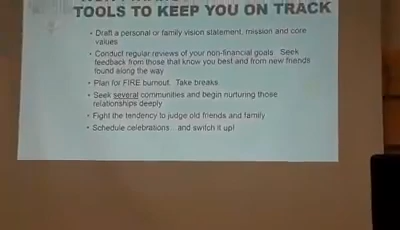 TOOLS TO KEEP YOU ON TRACK
• Draft a personal or family vision statement, mission and core
values
• Conduct regular reviews of your non-financial goals. Seek
feedback from those that know you best and from new friends
found along the way
• Plan for FIRE burnout. Take breaks.
• Seek several communities and begin nurturing those
relationships deeply
• Fight the tendency to judge old friends and family
• Schedule celebrations...and switch it up!